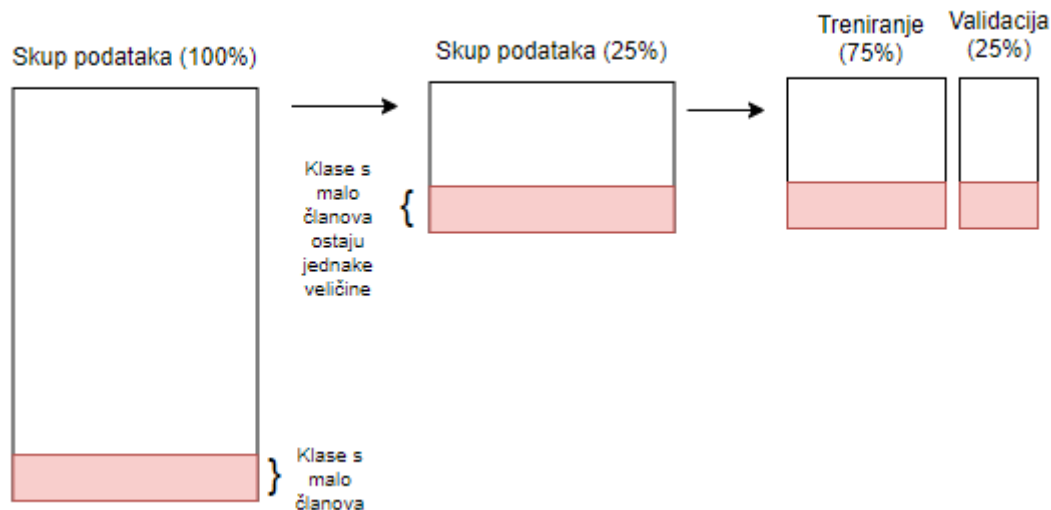 Skup podataka (100%)
Klase s
malo
članova
Skup podataka (25%)
Klase s
malo
članova
ostaju
jednake
veličine
Treniranje
(75%)
Validacija
(25%)